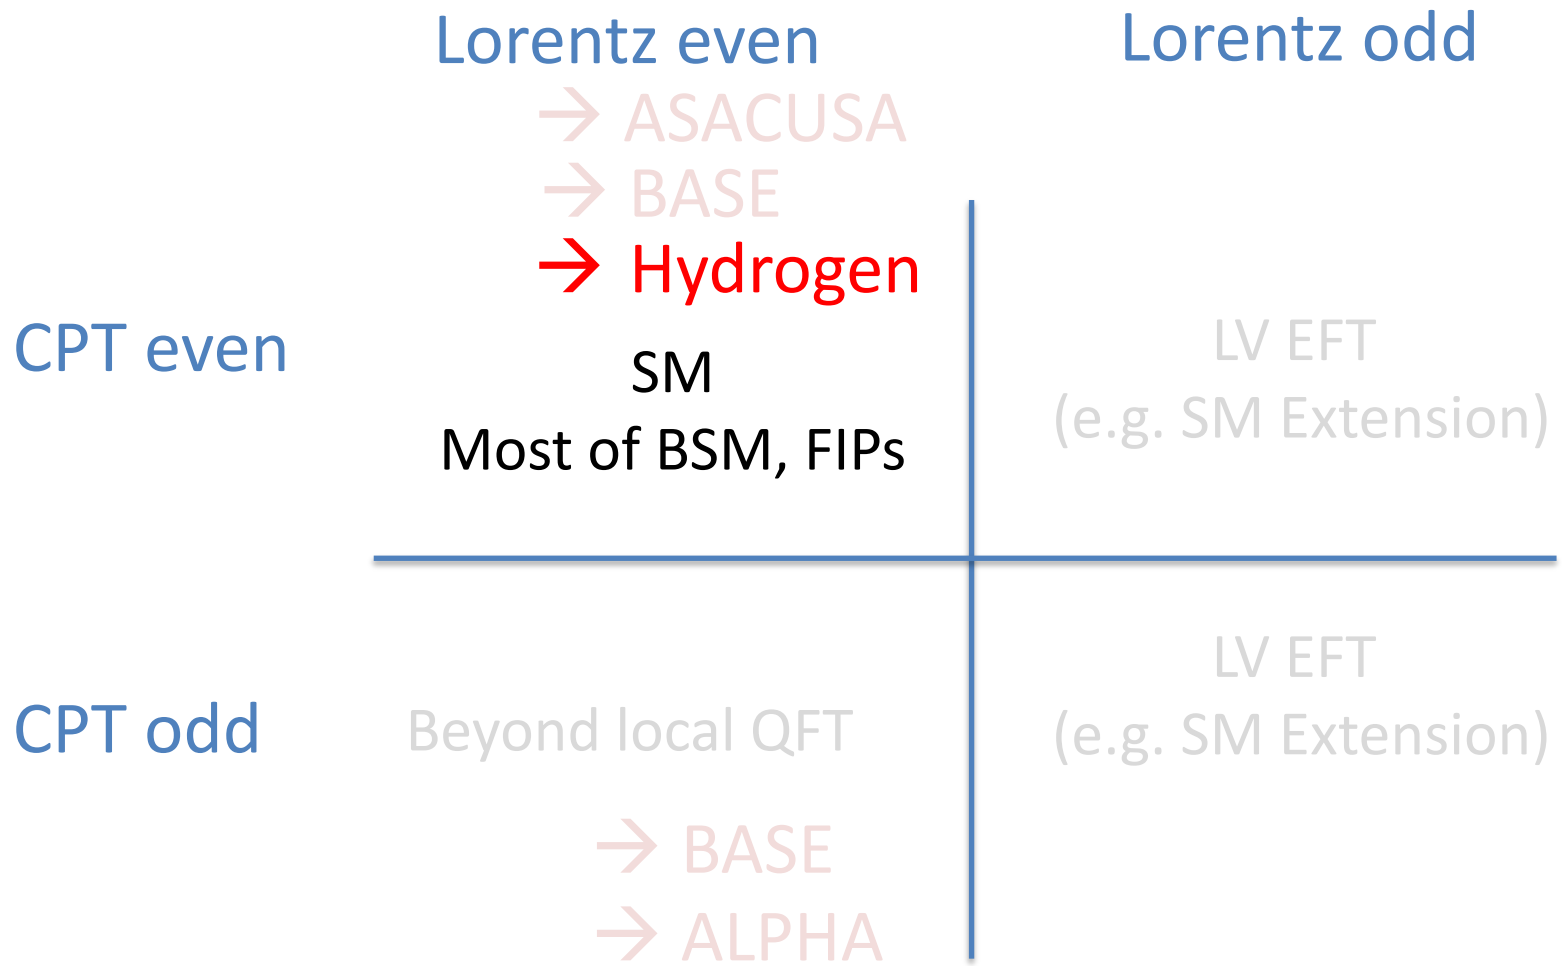 Lorentz even
Lorentz odd
→ ASACUSA
→ BASE
→ Hydrogen
CPT even
SM
Most of BSM, FIPs
LV EFT
(e.g. SM Extension)
CPT odd
Beyond local QFT
LV EFT
(e.g. SM Extension)
→ BASE
→ ALPHA